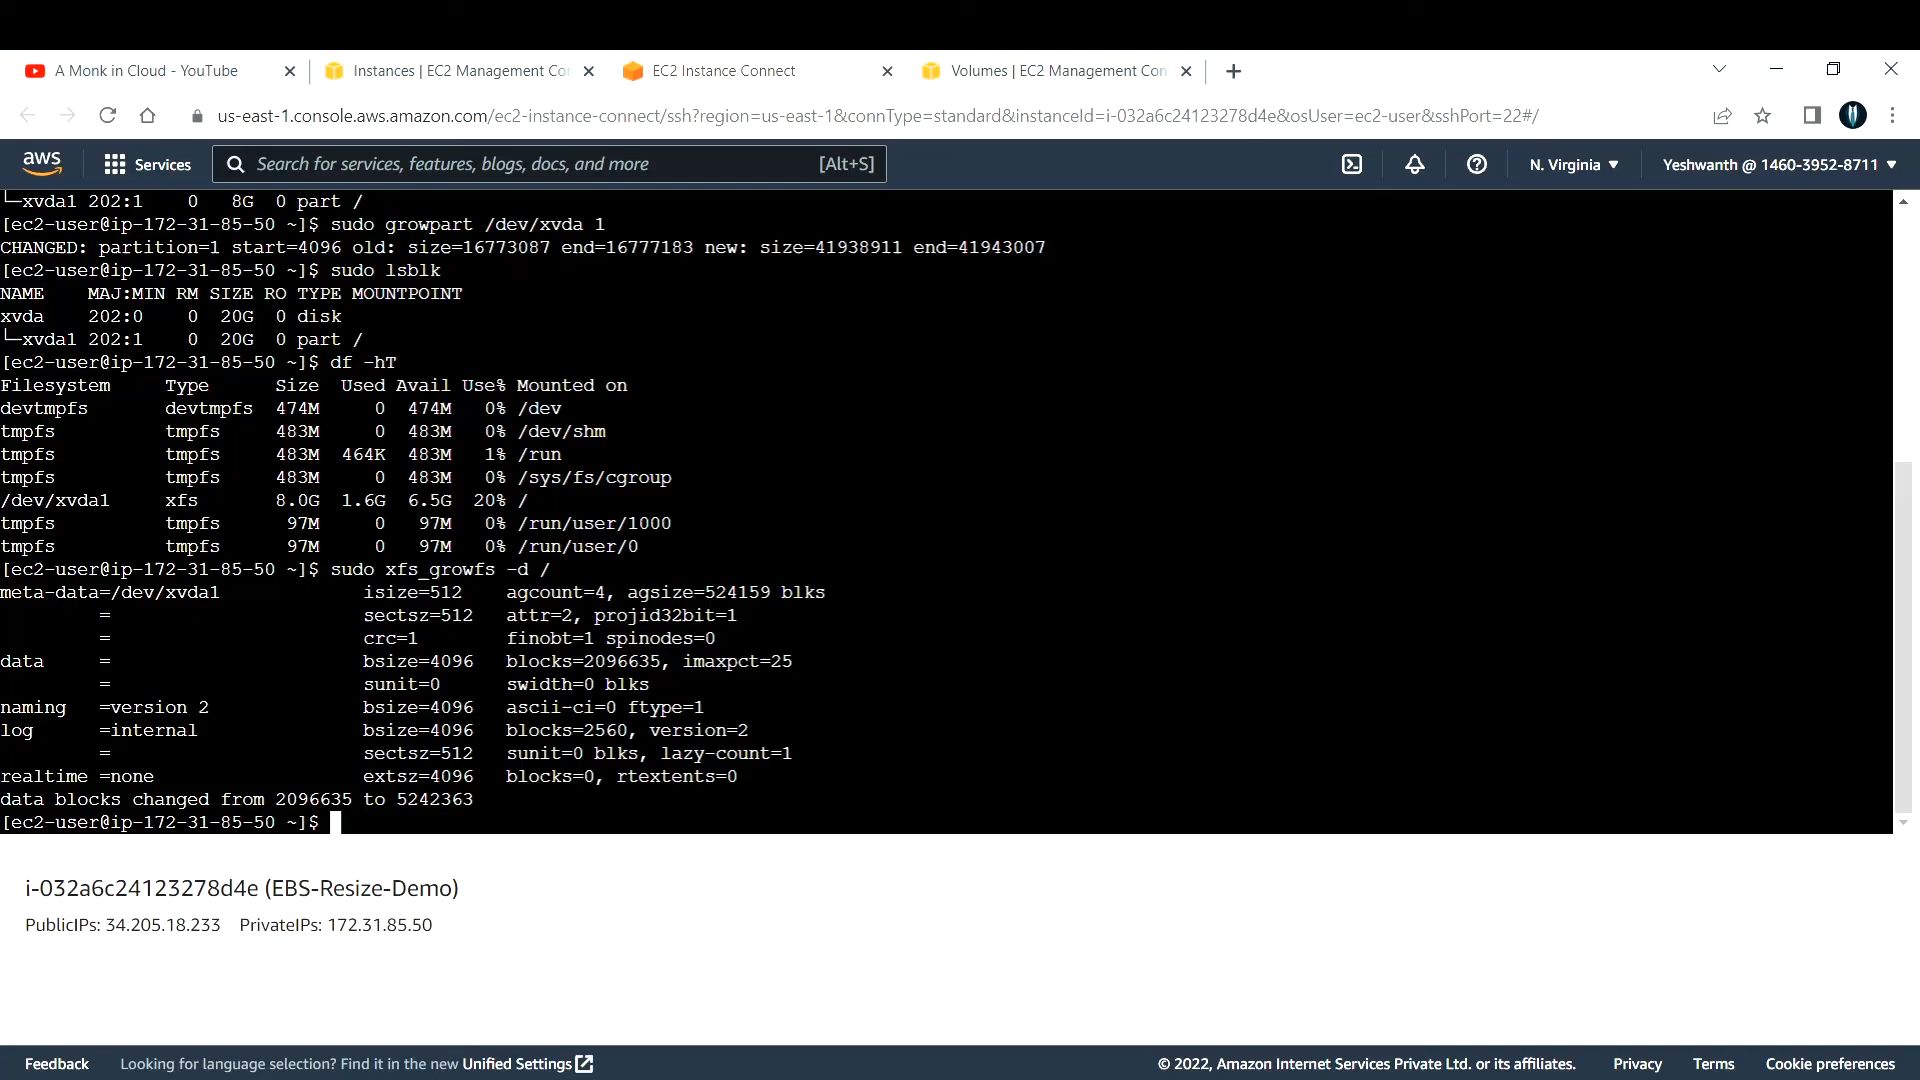 A Monk in Cloud - YouTube
Instances | EC2 Management Con
EC2 Instance Connect
Volumes | EC2 Management Con
us-east-1.console.aws.amazon.com/ec2-instance-connect/ssh?region=us-east-1&connType=standard&instanceId=i-032a6c24123278d4e&osUser=ec2-user&sshPort=22#/
aws
Services
Search for services, features, blogs, docs, and more [Alt+S]
N. Virginia
Yeshwanth @ 1460-3952-8711
└─xvda1 202:1    0   8G  0 part /
[ec2-user@ip-172-31-85-50 ~]$ sudo growpart /dev/xvda 1
CHANGED: partition=1 start=4096 old: size=16773087 end=16777183 new: size=41938911 end=41943007
[ec2-user@ip-172-31-85-50 ~]$ sudo lsblk
NAME    MAJ:MIN RM SIZE RO TYPE MOUNTPOINT
xvda    202:0    0  20G  0 disk
└─xvda1 202:1    0  20G  0 part /
[ec2-user@ip-172-31-85-50 ~]$ df -hT
Filesystem     Type      Size  Used Avail Use% Mounted on
devtmpfs       devtmpfs  474M     0  474M   0% /dev
tmpfs          tmpfs     483M     0  483M   0% /dev/shm
tmpfs          tmpfs     483M  464K  483M   1% /run
tmpfs          tmpfs     483M     0  483M   0% /sys/fs/cgroup
/dev/xvda1     xfs       8.0G  1.6G  6.5G  20% /
tmpfs          tmpfs      97M     0   97M   0% /run/user/1000
tmpfs          tmpfs      97M     0   97M   0% /run/user/0
[ec2-user@ip-172-31-85-50 ~]$ sudo xfs_growfs -d /
meta-data=/dev/xvda1             isize=512    agcount=4, agsize=524159 blks
         =                       sectsz=512   attr=2, projid32bit=1
         =                       crc=1        finobt=1 spinodes=0
data     =                       bsize=4096   blocks=2096635, imaxpct=25
         =                       sunit=0      swidth=0 blks
naming   =version 2              bsize=4096   ascii-ci=0 ftype=1
log      =internal               bsize=4096   blocks=2560, version=2
         =                       sectsz=512   sunit=0 blks, lazy-count=1
realtime =none                   extsz=4096   blocks=0, rtextents=0
data blocks changed from 2096635 to 5242363
[ec2-user@ip-172-31-85-50 ~]$
i-032a6c24123278d4e (EBS-Resize-Demo)
PublicIPs: 34.205.18.233 PrivateIPs: 172.31.85.50
Feedback
Looking for language selection? Find it in the new Unified Settings
© 2022, Amazon Internet Services Private Ltd. or its affiliates.
Privacy
Terms
Cookie preferences